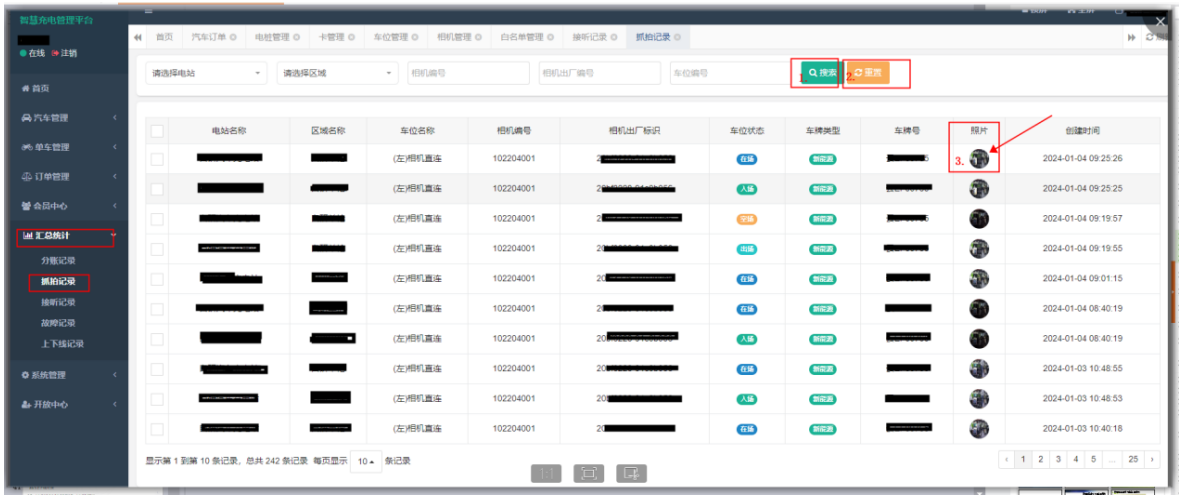 智慧充电管理平台
在线 注销
首页
汽车管理
单车管理
订单管理
会员中心
汇总统计
分账记录
抓拍记录
接听记录
故障记录
上下线记录
系统管理
开放中心
首页 汽车订单 电桩管理 卡管理 车位管理 相机管理 白名单管理 接听记录 抓拍记录
请选择电站 请选择区域 相机编号 相机出厂编号 车位编号 1. 搜索 2. 重置
电站名称 区域名称 车位名称 相机编号 相机出厂标识 车位状态 车牌类型 车牌号 照片 创建时间
(左)相机直连 102204001 在场 新能源 3. 2024-01-04 09:25:26
(左)相机直连 102204001 入场 新能源 2024-01-04 09:25:25
(左)相机直连 102204001 空场 新能源 2024-01-04 09:19:57
(左)相机直连 102204001 出场 新能源 2024-01-04 09:19:55
(左)相机直连 102204001 在场 新能源 2024-01-04 09:01:15
(左)相机直连 102204001 在场 新能源 2024-01-04 08:40:19
(左)相机直连 102204001 入场 新能源 2024-01-04 08:40:19
(左)相机直连 102204001 在场 新能源 2024-01-03 10:48:55
(左)相机直连 102204001 入场 新能源 2024-01-03 10:48:53
(左)相机直连 102204001 在场 新能源 2024-01-03 10:40:18
显示第 1 到第 10 条记录，总共 242 条记录 每页显示 10 条记录
‹ 1 2 3 4 5 ... 25 ›